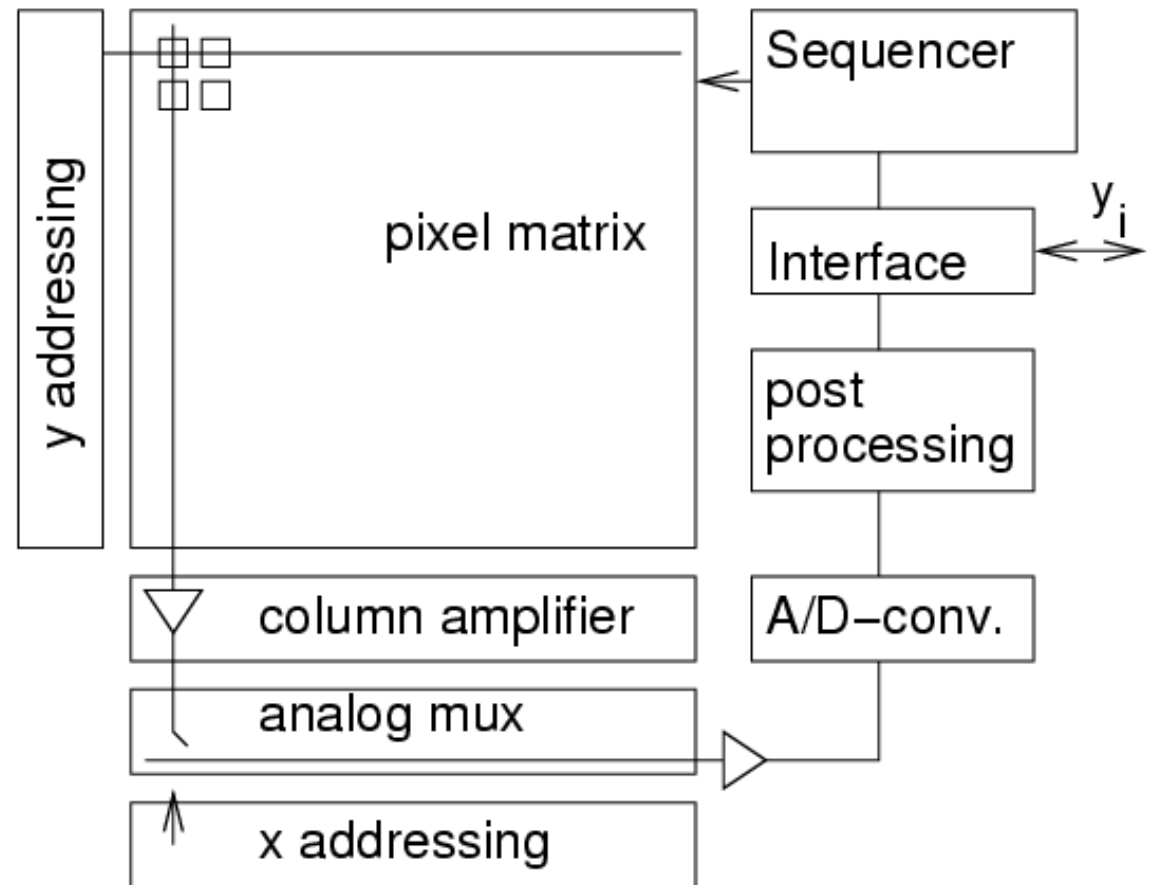 y addressing
pixel matrix
column amplifier
analog mux
x addressing
Sequencer
Interface
y i
post
processing
A/D–conv.